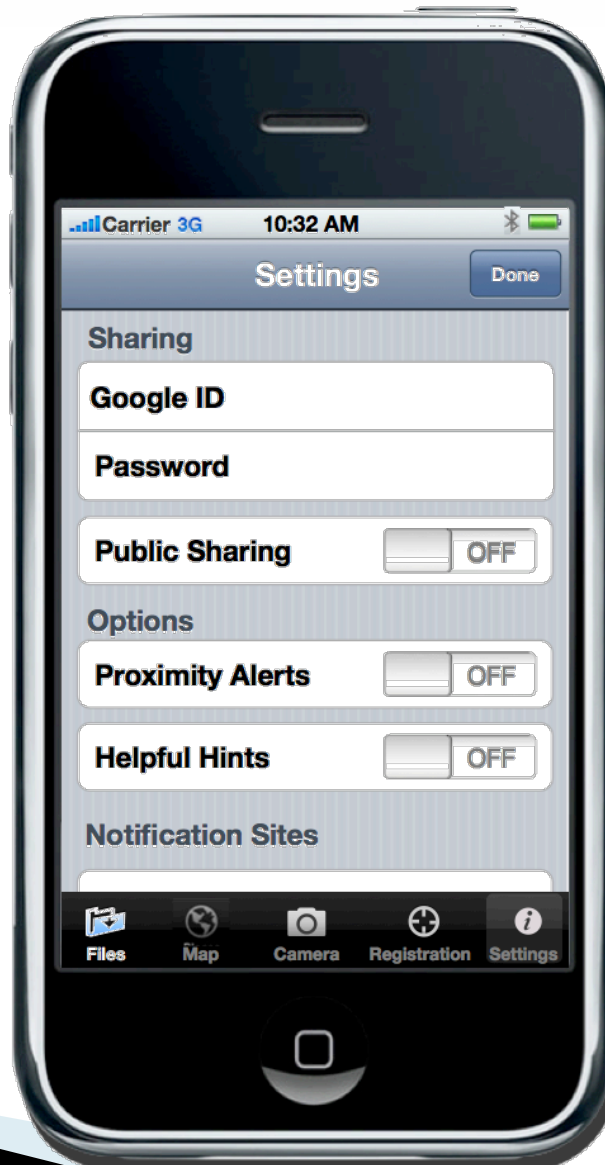 Carrier 3G 10:32 AM
Settings Done
Sharing
Google ID
Password
Public Sharing OFF
Options
Proximity Alerts OFF
Helpful Hints OFF
Notification Sites
Files Map Camera Registration Settings